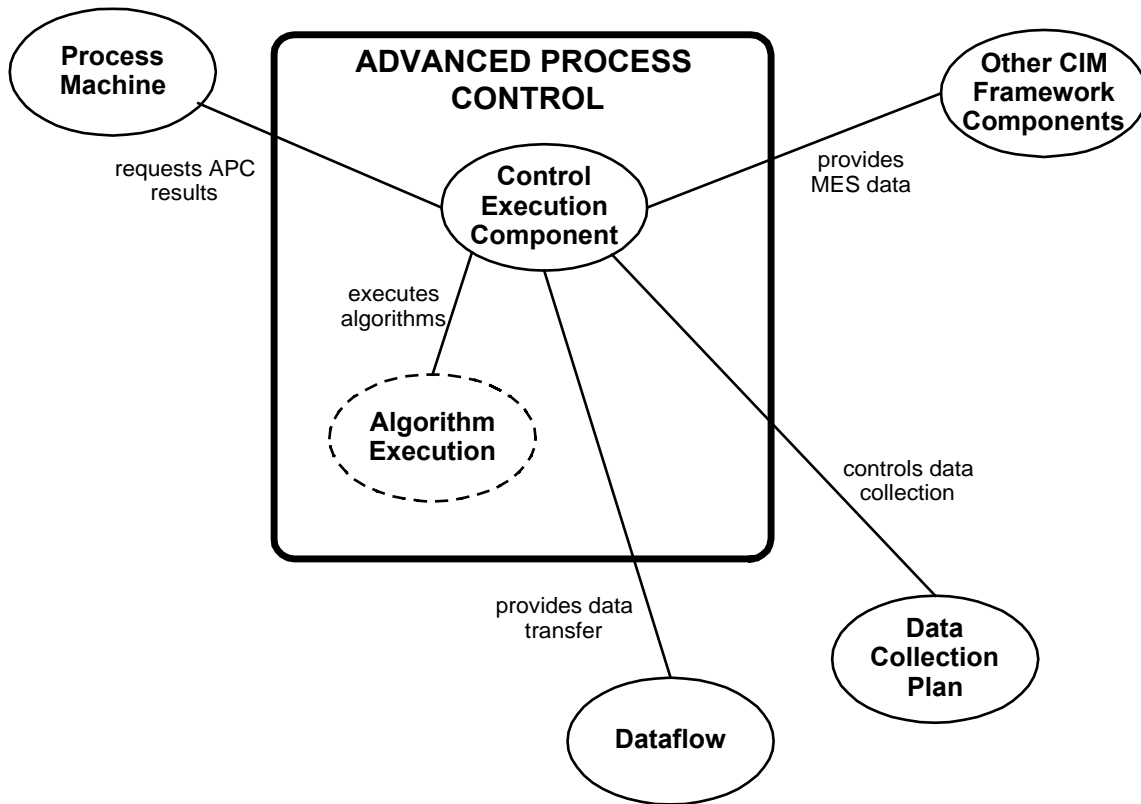 Process
Machine
ADVANCED PROCESS
CONTROL
Other CIM
Framework
Components
requests APC
results
Control
Execution
Component
provides
MES data
executes
algorithms
Algorithm
Execution
controls data
collection
provides data
transfer
Data
Collection
Plan
Dataflow